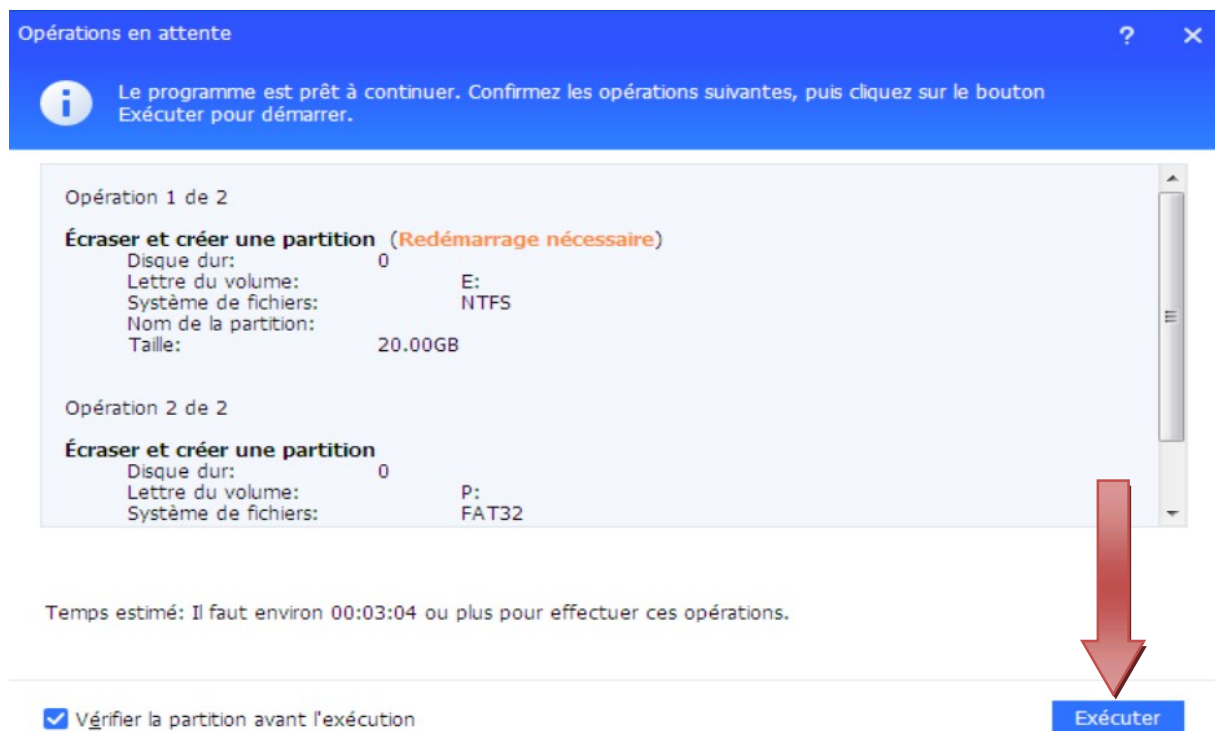 Opérations en attente
Le programme est prêt à continuer. Confirmez les opérations suivantes, puis cliquez sur le bouton
Exécuter pour démarrer.
Opération 1 de 2
Écraser et créer une partition (Redémarrage nécessaire)
Disque dur: 0
Lettre du volume: E:
Système de fichiers: NTFS
Nom de la partition:
Taille: 20.00GB
Opération 2 de 2
Écraser et créer une partition
Disque dur: 0
Lettre du volume: P:
Système de fichiers: FAT32
Temps estimé: Il faut environ 00:03:04 ou plus pour effectuer ces opérations.
Vérifier la partition avant l'exécution
Exécuter